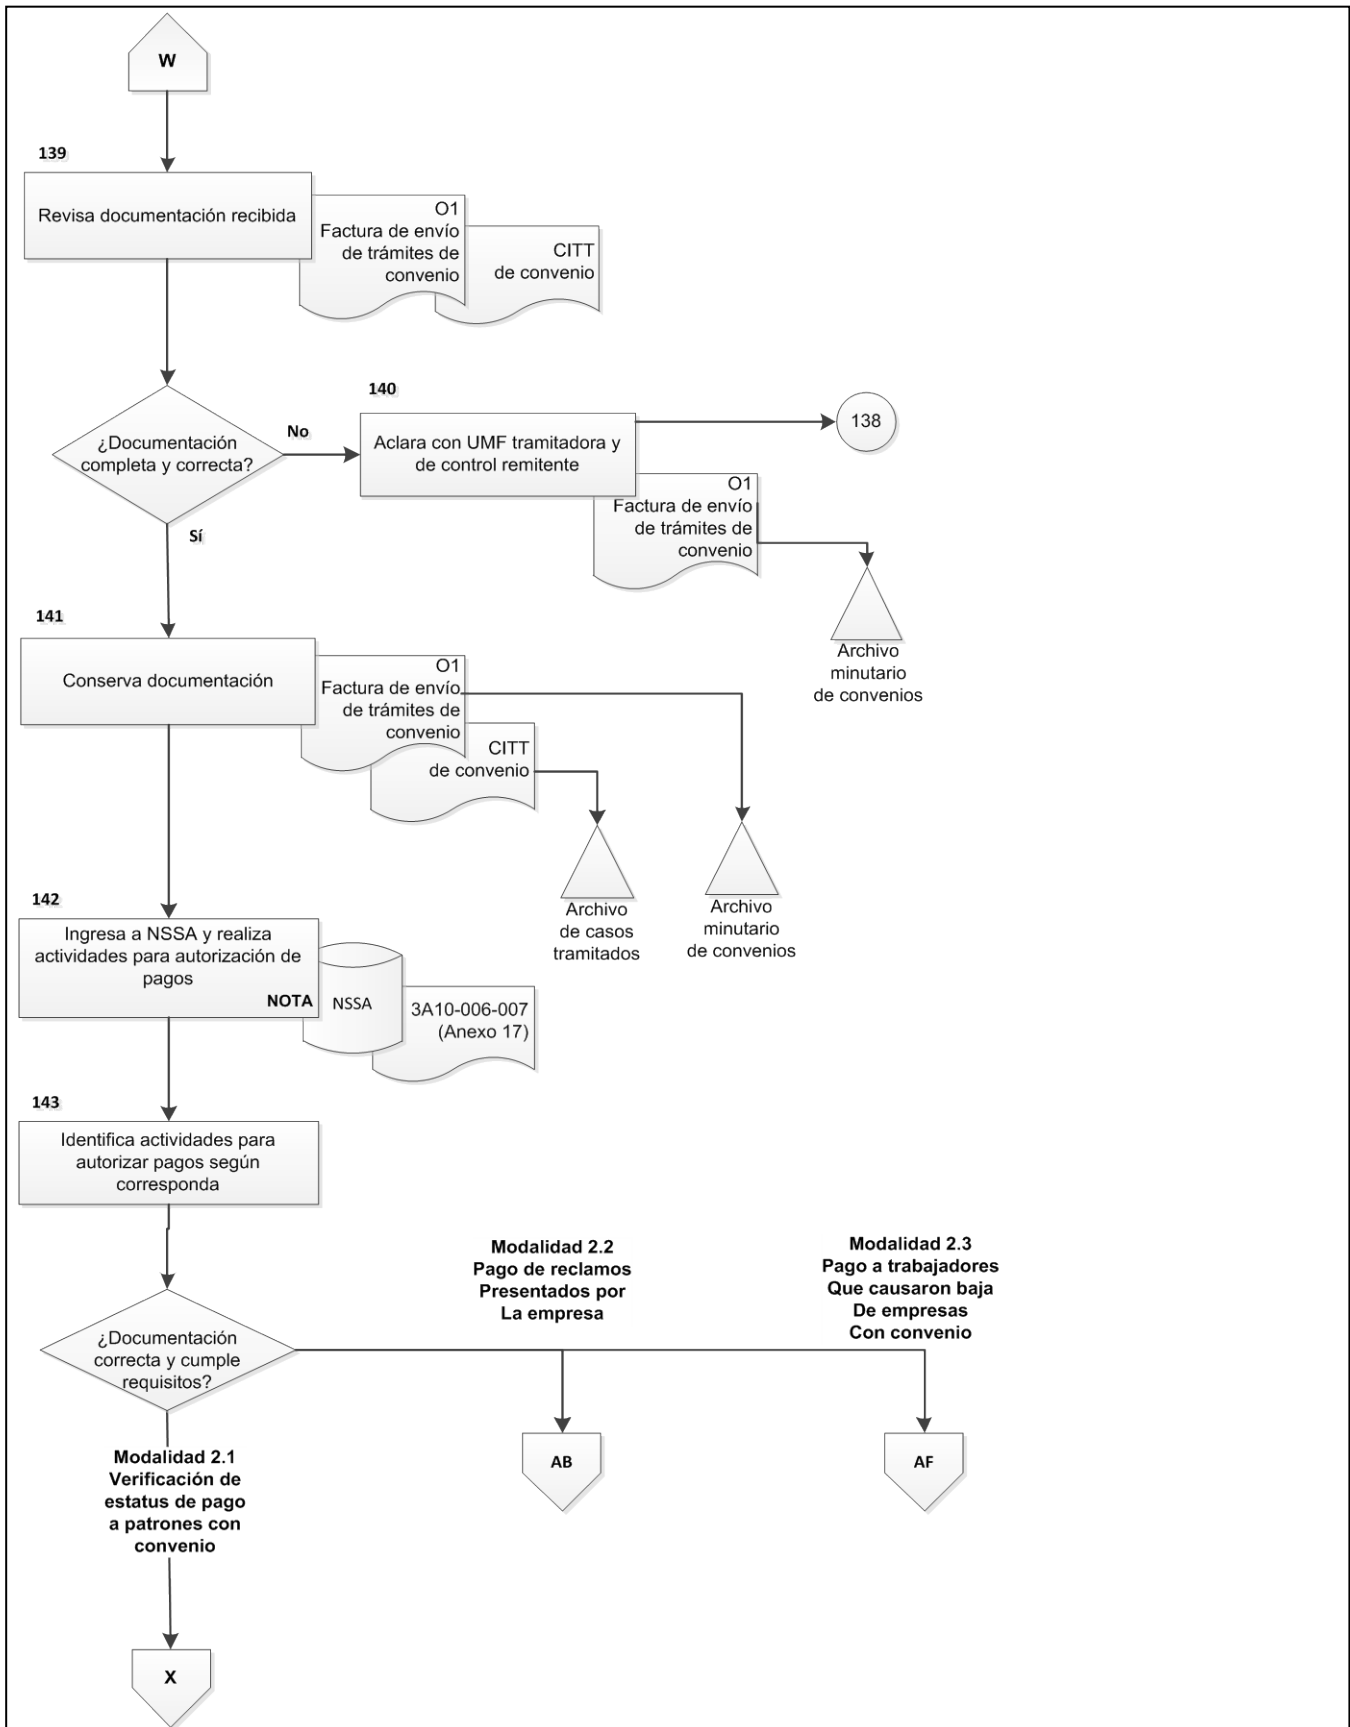 W
139
Revisa documentación recibida
O1
Factura de envío
de trámites de
convenio
CITT
de convenio
¿Documentación
completa y correcta?
No
140
Aclara con UMF tramitadora y
de control remitente
138
O1
Factura de envío
de trámites de
convenio
Archivo
minutario
de convenios
Sí
141
Conserva documentación
O1
Factura de envío
de trámites de
convenio
CITT
de convenio
Archivo
de casos
tramitados
Archivo
minutario
de convenios
142
Ingresa a NSSA y realiza
actividades para autorización de
pagos
NOTA
NSSA
3A10-006-007
(Anexo 17)
143
Identifica actividades para
autorizar pagos según
corresponda
¿Documentación
correcta y cumple
requisitos?
Modalidad 2.2
Pago de reclamos
Presentados por
La empresa
Modalidad 2.3
Pago a trabajadores
Que causaron baja
De empresas
Con convenio
Modalidad 2.1
Verificación de
estatus de pago
a patrones con
convenio
AB
AF
X